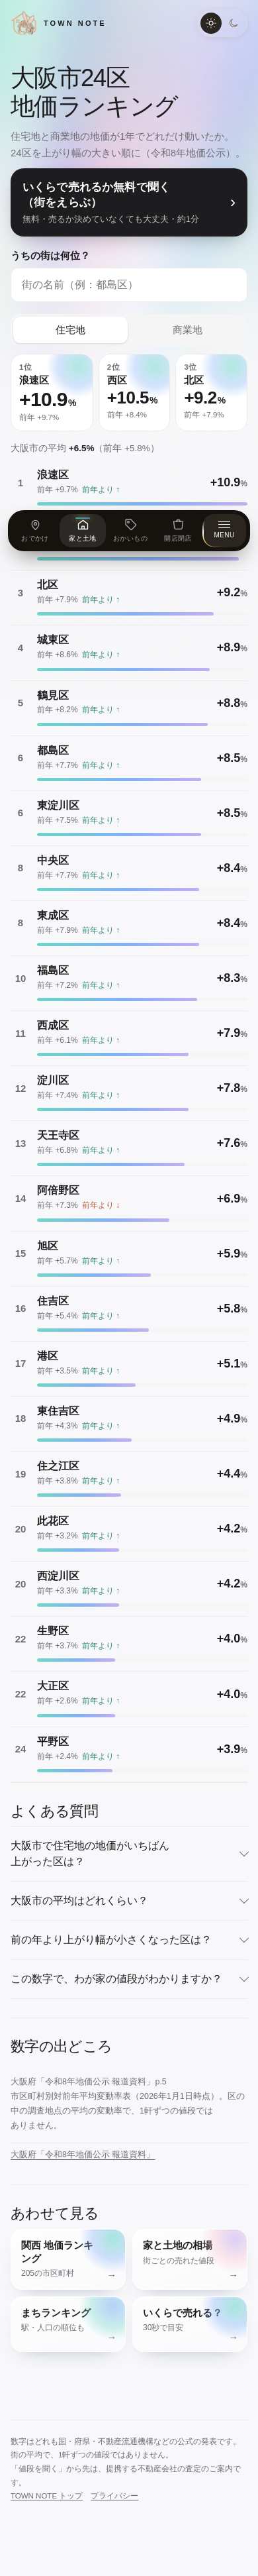 TOWN NOTE
大阪市24区
地価ランキング
住宅地と商業地の地価が1年でどれだけ動いたか。
24区を上がり幅の大きい順に（令和8年地価公示）。
いくらで売れるか無料で聞く
（街をえらぶ）
無料・売るか決めていなくても大丈夫・約1分
›
うちの街は何位？
街の名前（例：都島区）
住宅地
商業地
1位
浪速区
+10.9%
前年 +9.7%
2位
西区
+10.5%
前年 +8.4%
3位
北区
+9.2%
前年 +7.9%
大阪市の平均 +6.5%（前年 +5.8%）
1 浪速区 +10.9%
前年 +9.7% 前年より ↑
おでかけ
家と土地
おかいもの
開店閉店
MENU
3 北区 +9.2%
前年 +7.9% 前年より ↑
4 城東区 +8.9%
前年 +8.6% 前年より ↑
5 鶴見区 +8.8%
前年 +8.2% 前年より ↑
6 都島区 +8.5%
前年 +7.7% 前年より ↑
6 東淀川区 +8.5%
前年 +7.5% 前年より ↑
8 中央区 +8.4%
前年 +7.7% 前年より ↑
8 東成区 +8.4%
前年 +7.9% 前年より ↑
10 福島区 +8.3%
前年 +7.2% 前年より ↑
11 西成区 +7.9%
前年 +6.1% 前年より ↑
12 淀川区 +7.8%
前年 +7.4% 前年より ↑
13 天王寺区 +7.6%
前年 +6.8% 前年より ↑
14 阿倍野区 +6.9%
前年 +7.3% 前年より ↓
15 旭区 +5.9%
前年 +5.7% 前年より ↑
16 住吉区 +5.8%
前年 +5.4% 前年より ↑
17 港区 +5.1%
前年 +3.5% 前年より ↑
18 東住吉区 +4.9%
前年 +4.3% 前年より ↑
19 住之江区 +4.4%
前年 +3.8% 前年より ↑
20 此花区 +4.2%
前年 +3.2% 前年より ↑
20 西淀川区 +4.2%
前年 +3.3% 前年より ↑
22 生野区 +4.0%
前年 +3.7% 前年より ↑
22 大正区 +4.0%
前年 +2.6% 前年より ↑
24 平野区 +3.9%
前年 +2.4% 前年より ↑
よくある質問
大阪市で住宅地の地価がいちばん
上がった区は？
大阪市の平均はどれくらい？
前の年より上がり幅が小さくなった区は？
この数字で、わが家の値段がわかりますか？
数字の出どころ
大阪府「令和8年地価公示 報道資料」p.5
市区町村別対前年平均変動率表（2026年1月1日時点）。区の
中の調査地点の平均の変動率で、1軒ずつの値段では
ありません。
大阪府「令和8年地価公示 報道資料」
あわせて見る
関西 地価ランキ
ング
205の市区町村
→
家と土地の相場
街ごとの売れた値段
→
まちランキング
駅・人口の順位も
→
いくらで売れる？
30秒で目安
→
数字はどれも国・府県・不動産流通機構などの公式の発表です。
街の平均で、1軒ずつの値段ではありません。
「値段を聞く」から先は、提携する不動産会社の査定のご案内で
す。
TOWN NOTE トップ プライバシー